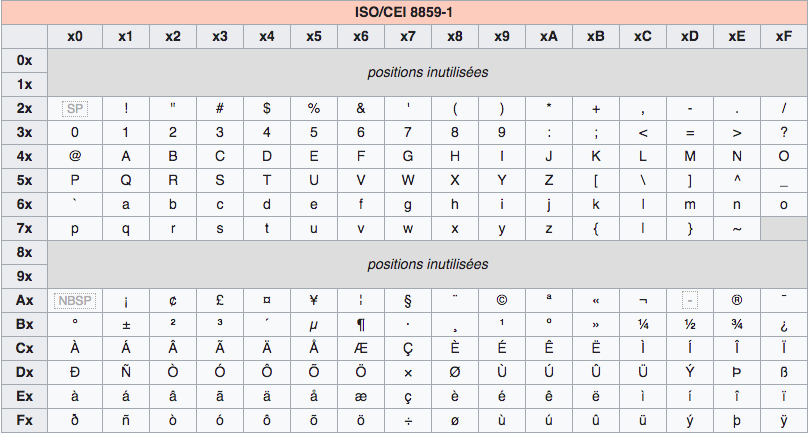 ISO/CEI 8859-1
x0 x1 x2 x3 x4 x5 x6 x7 x8 x9 xA xB xC xD xE xF
0x
positions inutilisées
1x
2x SP ! " # $ % & ' ( ) * + , - . /
3x 0 1 2 3 4 5 6 7 8 9 : ; < = > ?
4x @ A B C D E F G H I J K L M N O
5x P Q R S T U V W X Y Z [ \ ] ^ _
6x ` a b c d e f g h i j k l m n o
7x p q r s t u v w x y z { | } ~
8x
positions inutilisées
9x
Ax NBSP ¡ ¢ £ ¤ ¥ ¦ § ¨ © ª « ¬ - ® ¯
Bx ° ± ² ³ ´ µ ¶ · ¸ ¹ º » ¼ ½ ¾ ¿
Cx À Á Â Ã Ä Å Æ Ç È É Ê Ë Ì Í Î Ï
Dx Ð Ñ Ò Ó Ô Õ Ö × Ø Ù Ú Û Ü Ý Þ ß
Ex à á â ã ä å æ ç è é ê ë ì í î ï
Fx ð ñ ò ó ô õ ö ÷ ø ù ú û ü ý þ ÿ